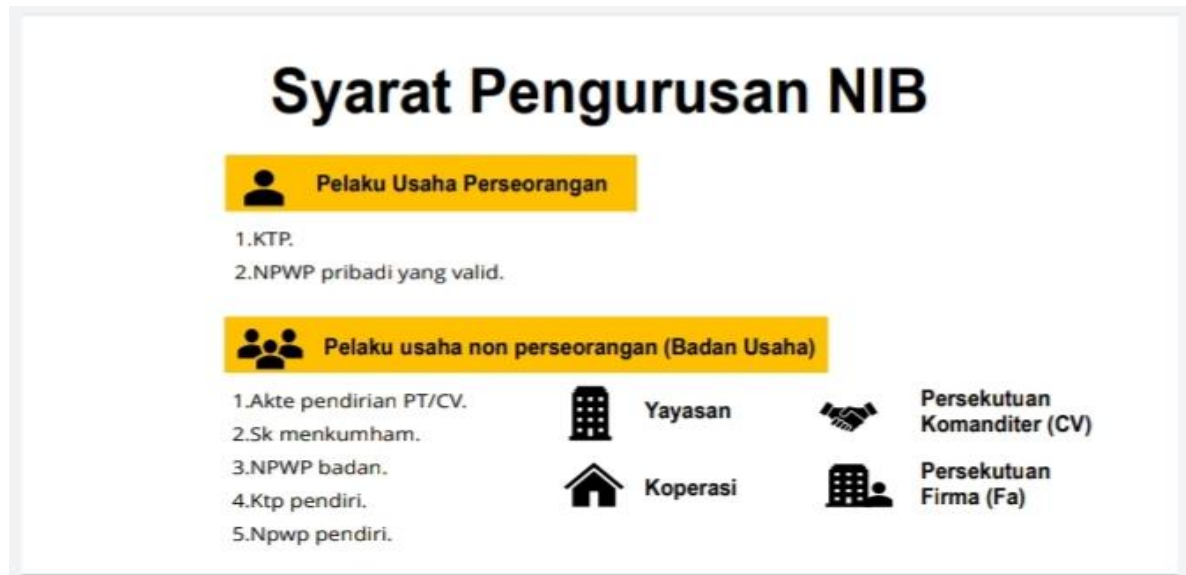 Syarat Pengurusan NIB
Pelaku Usaha Perseorangan
1.KTP.
2.NPWP pribadi yang valid.
Pelaku usaha non perseorangan (Badan Usaha)
1.Akte pendirian PT/CV.
2.Sk menkumham.
3.NPWP badan.
4.Ktp pendiri.
5.Npwp pendiri.
Yayasan
Persekutuan
Komanditer (CV)
Koperasi
Persekutuan
Firma (Fa)